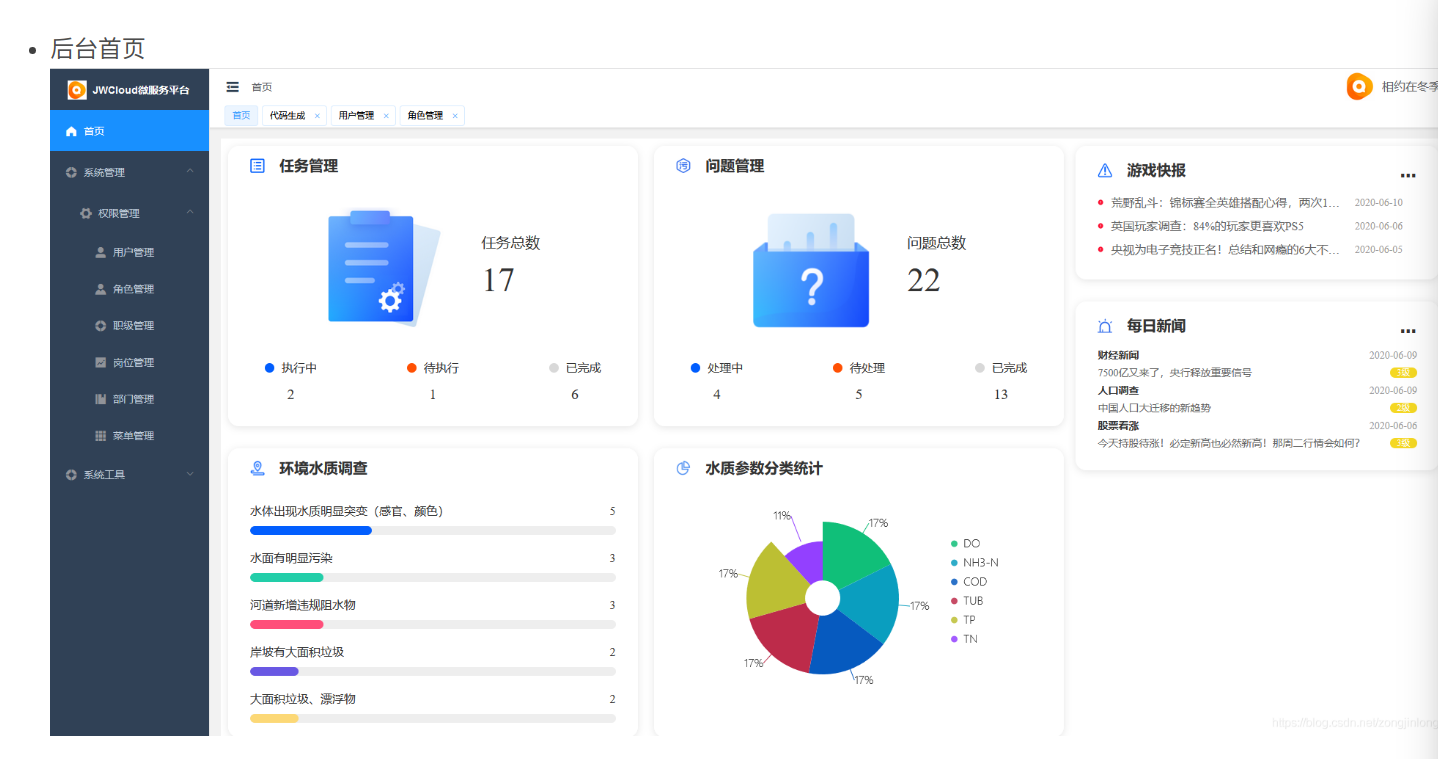 后台首页
JWCloud微服务平台
首页
相约在冬季
首页
代码生成 ×
用户管理 ×
角色管理 ×
首页
系统管理
权限管理
用户管理
角色管理
职级管理
岗位管理
部门管理
菜单管理
系统工具
任务管理
任务总数
17
执行中
待执行
已完成
2
1
6
问题管理
?
问题总数
22
处理中
待处理
已完成
4
5
13
游戏快报
...
荒野乱斗：锦标赛全英雄搭配心得，两次1... 2020-06-10
英国玩家调查：84%的玩家更喜欢PS5 2020-06-06
央视为电子竞技正名！总结和网瘾的6大不... 2020-06-05
每日新闻
...
财经新闻 2020-06-09
7500亿又来了，央行释放重要信号 3级
人口调查 2020-06-09
中国人口大迁移的新趋势 2级
股票看涨 2020-06-06
今天持股待涨！必定新高也必然新高！那周二行情会如何? 3级
环境水质调查
水体出现水质明显突变（感官、颜色） 5
水面有明显污染 3
河道新增违规阻水物 3
岸坡有大面积垃圾 2
大面积垃圾、漂浮物 2
水质参数分类统计
11%
17%
17%
17%
17%
17%
DO
NH3-N
COD
TUB
TP
TN
https://blog.csdn.net/zongjinlong